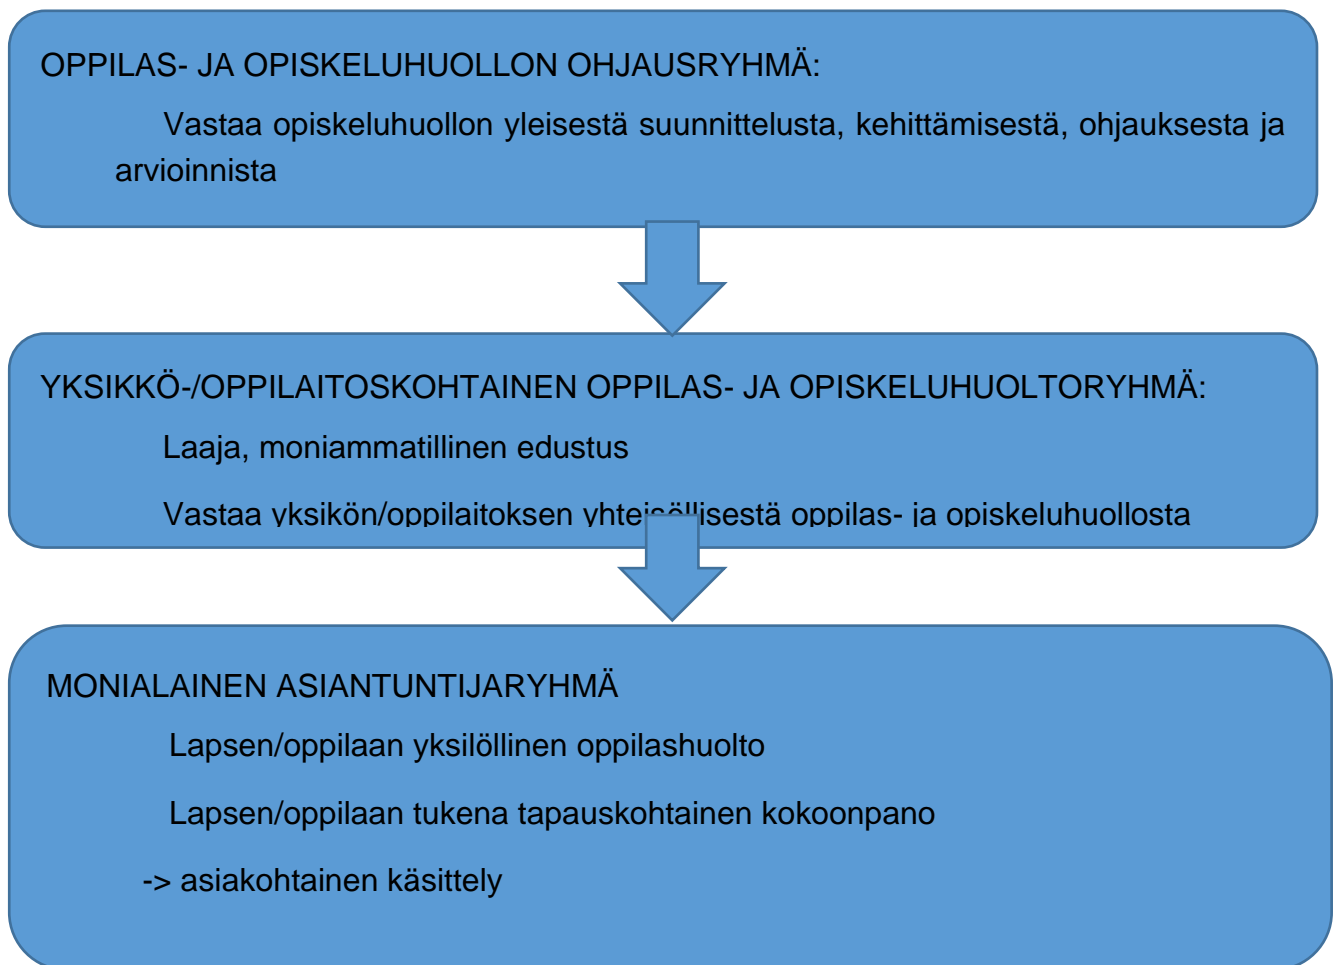 OPPILAS- JA OPISKELUHUOLLON OHJAUSRYHMÄ:
Vastaa opiskeluhuollon yleisestä suunnittelusta, kehittämisestä, ohjauksesta ja
arvioinnista
YKSIKKÖ-/OPPILAITOSKOHTAINEN OPPILAS- JA OPISKELUHUOLTORYHMÄ:
Laaja, moniammatillinen edustus
Vastaa yksikön/oppilaitoksen yhteisöllisestä oppilas- ja opiskeluhuollosta
MONIALAINEN ASIANTUNTIJARYHMÄ
Lapsen/oppilaan yksilöllinen oppilashuolto
Lapsen/oppilaan tukena tapauskohtainen kokoonpano
-> asiakohtainen käsittely